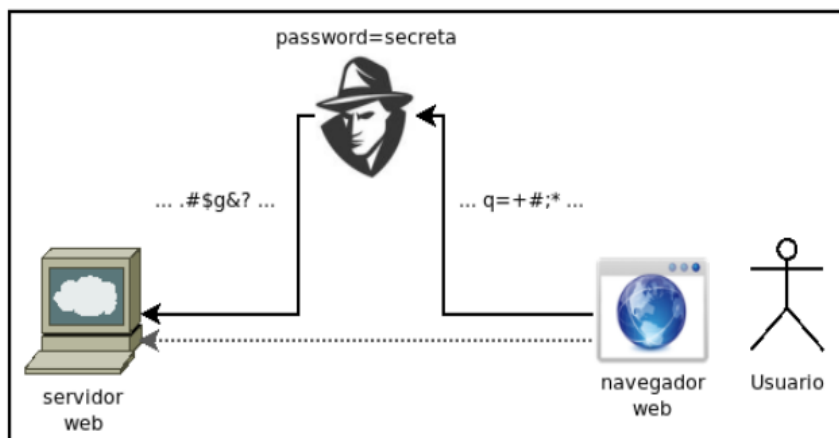 password=secreta
... .#$g&? ...
... q=+#;* ...
servidor
web
navegador
web
Usuario